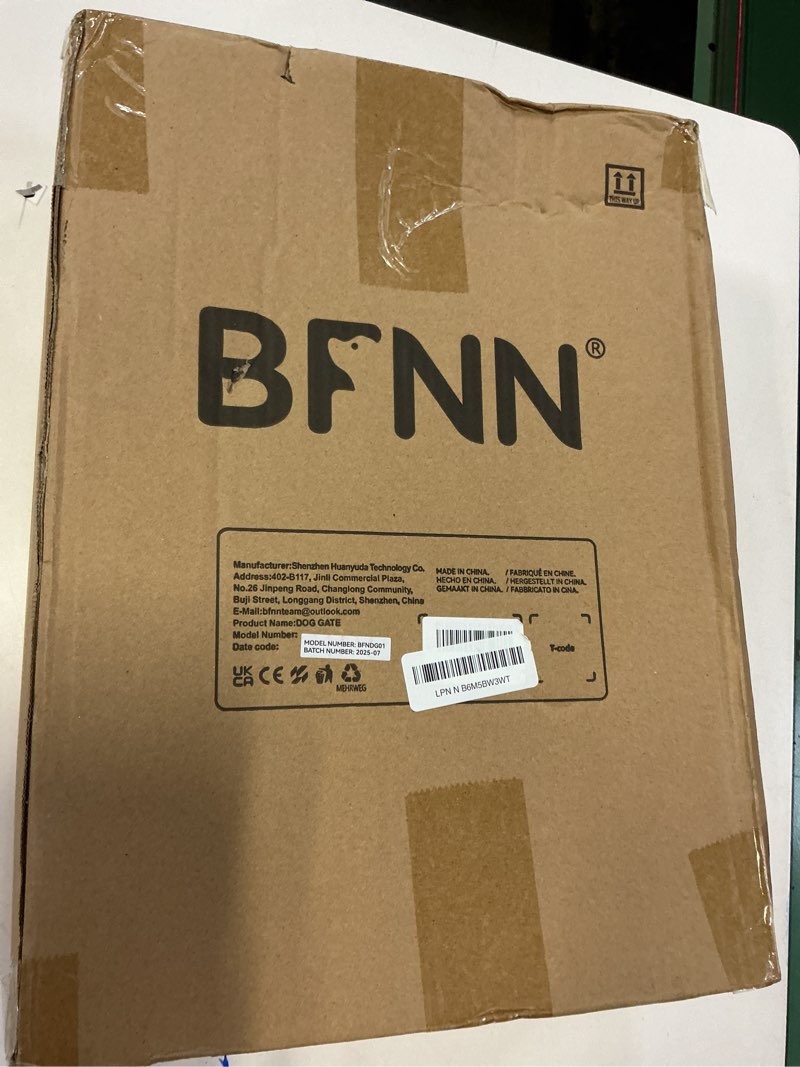 THIS WAY UP
BFNN®
Manufacturer:Shenzhen Huanyuda Technology Co.
Address:402-B117, Jinli Commercial Plaza,
No.26 Jinpeng Road, Changlong Community,
Buji Street, Longgang District, Shenzhen, China
E-Mail:bfnnteam@outlook.com
Product Name:DOG GATE
Model Number:
Date code:
MODEL NUMBER: BFNDG01
BATCH NUMBER: 2025-07
MADE IN CHINA. / FABRIQUÉ EN CHINE.
HECHO EN CHINA. / HERGESTELLT IN CHINA.
GEMAAKT IN CHINA. / FABBRICATO IN CINA.
T-code
UK
CA
CE
MEHRWEG
LPN N B6M5BW3WT